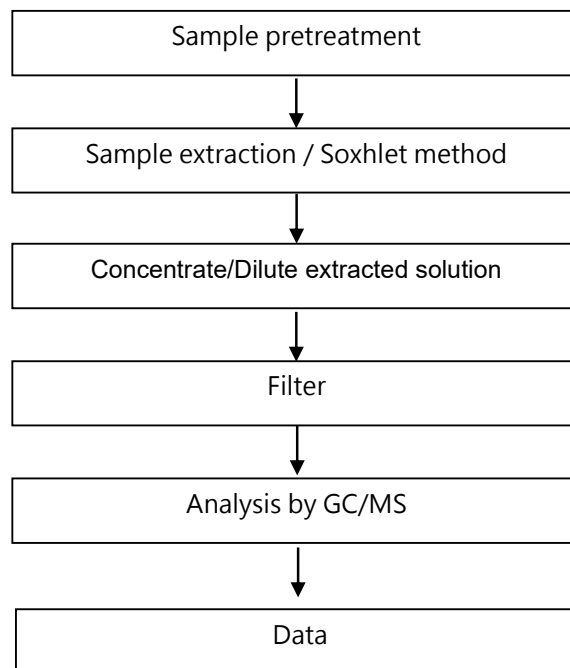 Sample pretreatment
Sample extraction / Soxhlet method
Concentrate/Dilute extracted solution
Filter
Analysis by GC/MS
Data